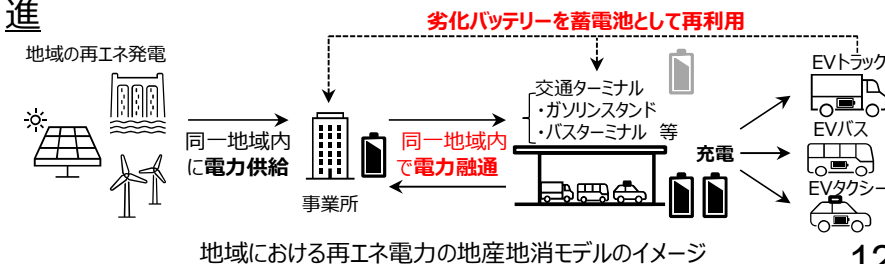 進
劣化バッテリーを蓄電池として再利用
地域の再エネ発電
同一地域内
に電力供給
事業所
同一地域内
で電力融通
交通ターミナル
・ガソリンスタンド
・バスターミナル 等
充電
EVトラック
EVバス
EVタクシー
地域における再エネ電力の地産地消モデルのイメージ
12